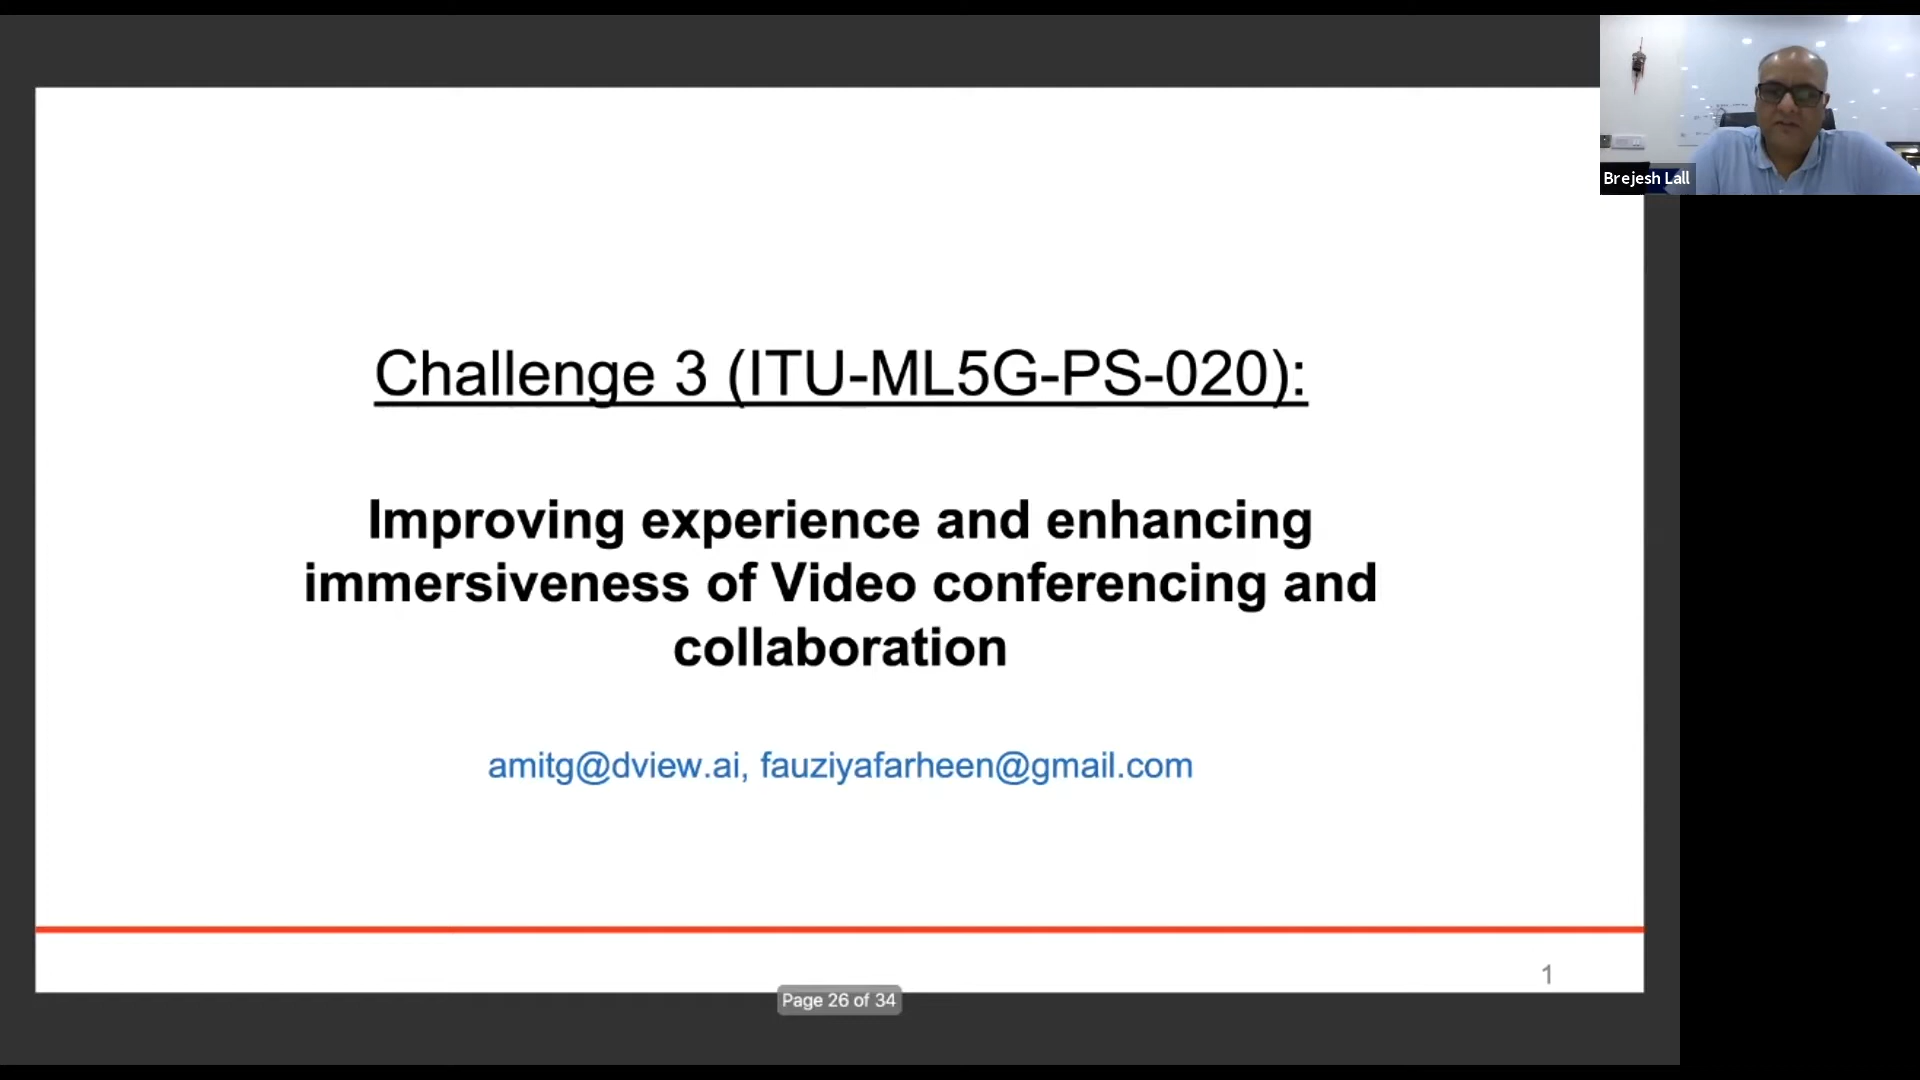 Brejesh Lall
Challenge 3 (ITU-ML5G-PS-020):
Improving experience and enhancing
immersiveness of Video conferencing and
collaboration
amitg@dview.ai, fauziyafarheen@gmail.com
1
Page 26 of 34